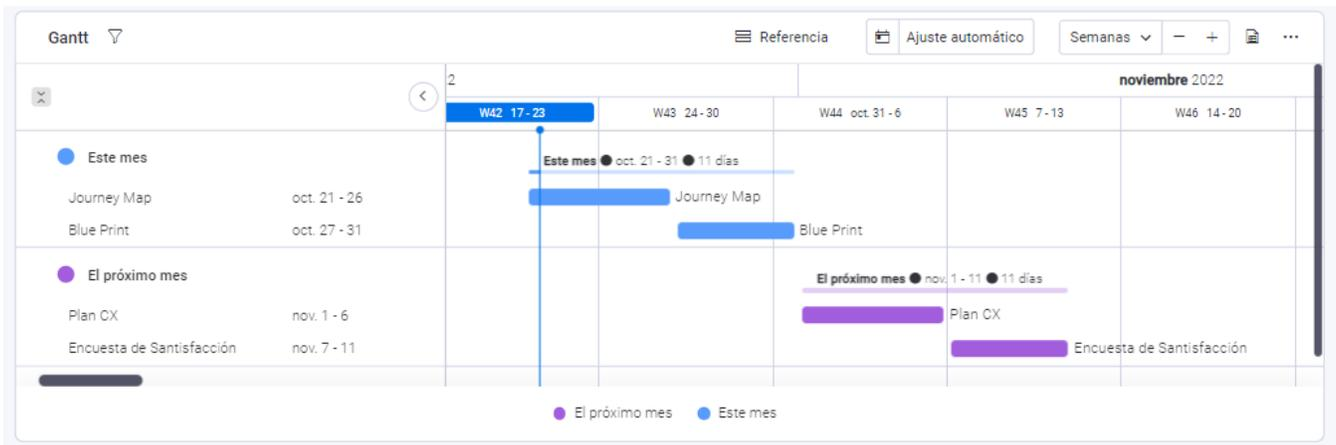 Gantt
Referencia
Ajuste automático
Semanas
2
noviembre 2022
W42 17 - 23
W43 24 - 30
W44 oct. 31 - 6
W45 7 - 13
W46 14 - 20
Este mes
Este mes ● oct. 21 - 31 ● 11 días
Journey Map oct. 21 - 26
Journey Map
Blue Print oct. 27 - 31
Blue Print
El próximo mes
El próximo mes ● nov. 1 - 11 ● 11 días
Plan CX nov. 1 - 6
Plan CX
Encuesta de Santisfacción nov. 7 - 11
Encuesta de Santisfacción
El próximo mes
Este mes